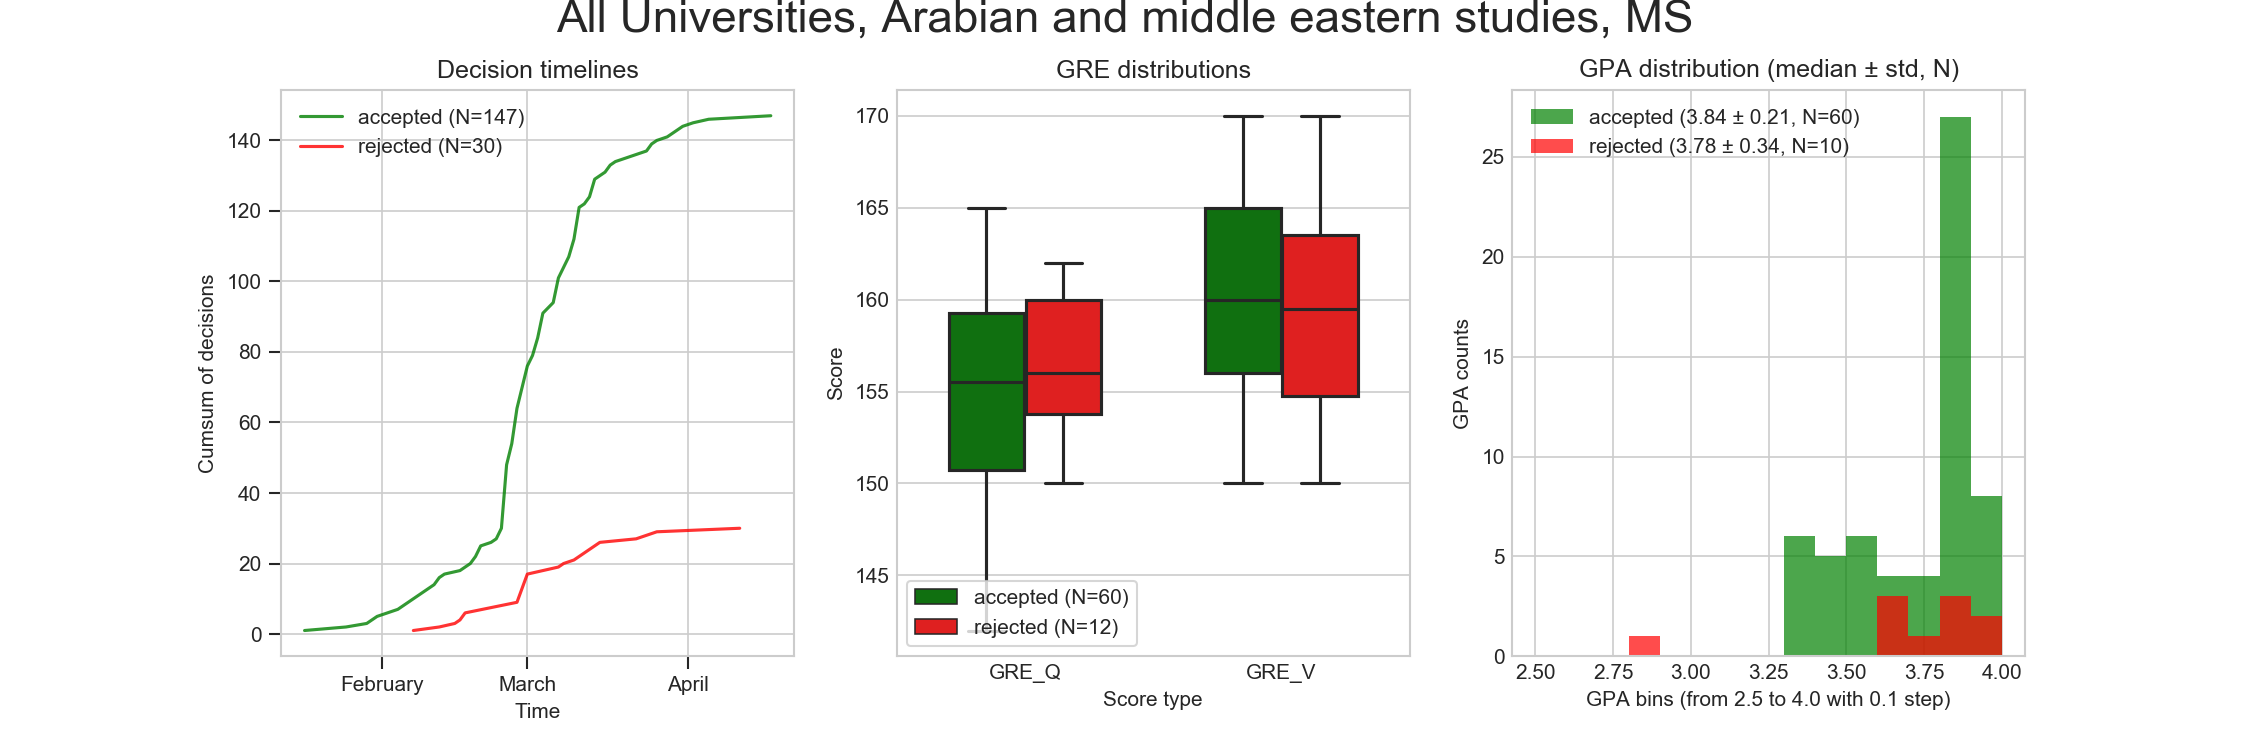 All Universities, Arabian and middle eastern studies, MS
Decision timelines
accepted (N=147)
rejected (N=30)
140
120
100
80
60
40
20
0
Cumsum of decisions
February March April
Time
GRE distributions
170
165
160
155
150
145
Score
accepted (N=60)
rejected (N=12)
GRE_Q GRE_V
Score type
GPA distribution (median ± std, N)
accepted (3.84 ± 0.21, N=60)
rejected (3.78 ± 0.34, N=10)
25
20
15
10
5
0
GPA counts
2.50 2.75 3.00 3.25 3.50 3.75 4.00
GPA bins (from 2.5 to 4.0 with 0.1 step)